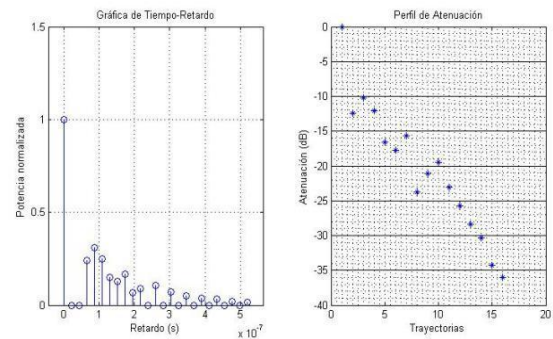 Gráfica de Tiempo-Retardo
1.5
1
0.5
0
Potencia normalizada
0 1 2 3 4 5
x 10⁻⁷
Retardo (s)
Perfil de Atenuación
0
-5
-10
-15
-20
-25
-30
-35
-40
Atenuación (dB)
0 5 10 15 20
Trayectorias